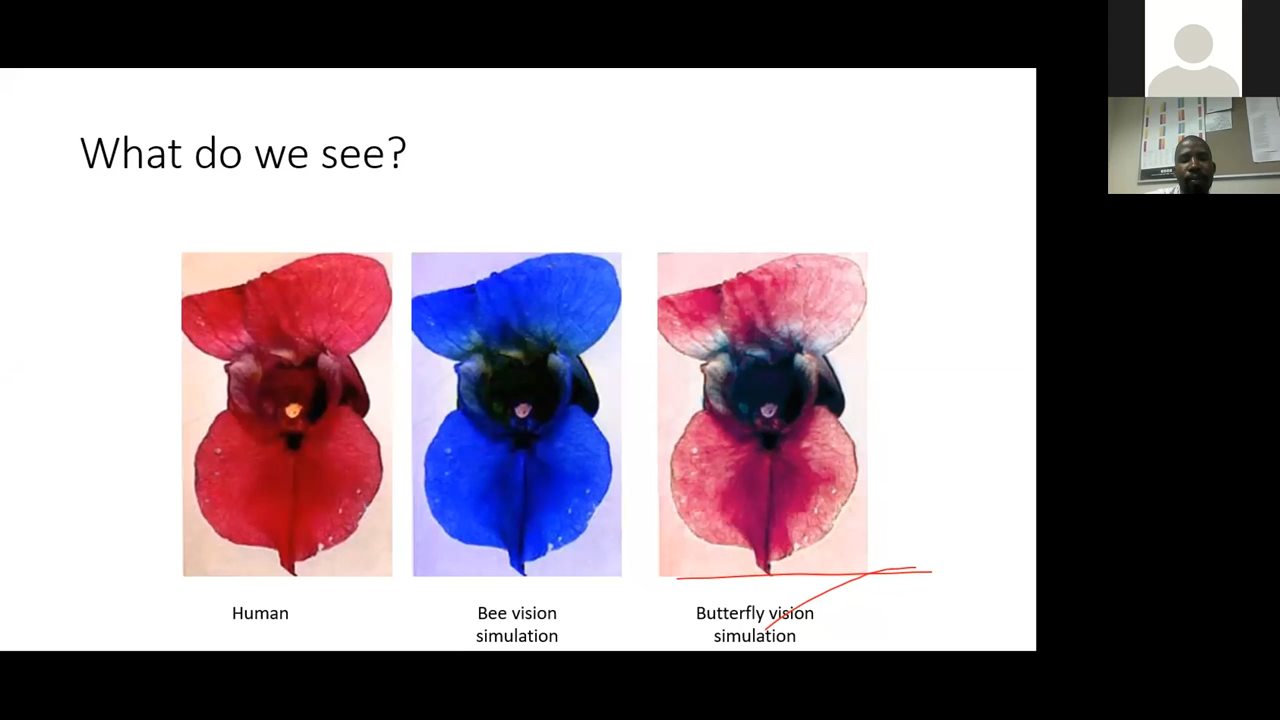 What do we see?
Human
Bee vision
simulation
Butterfly vision
simulation